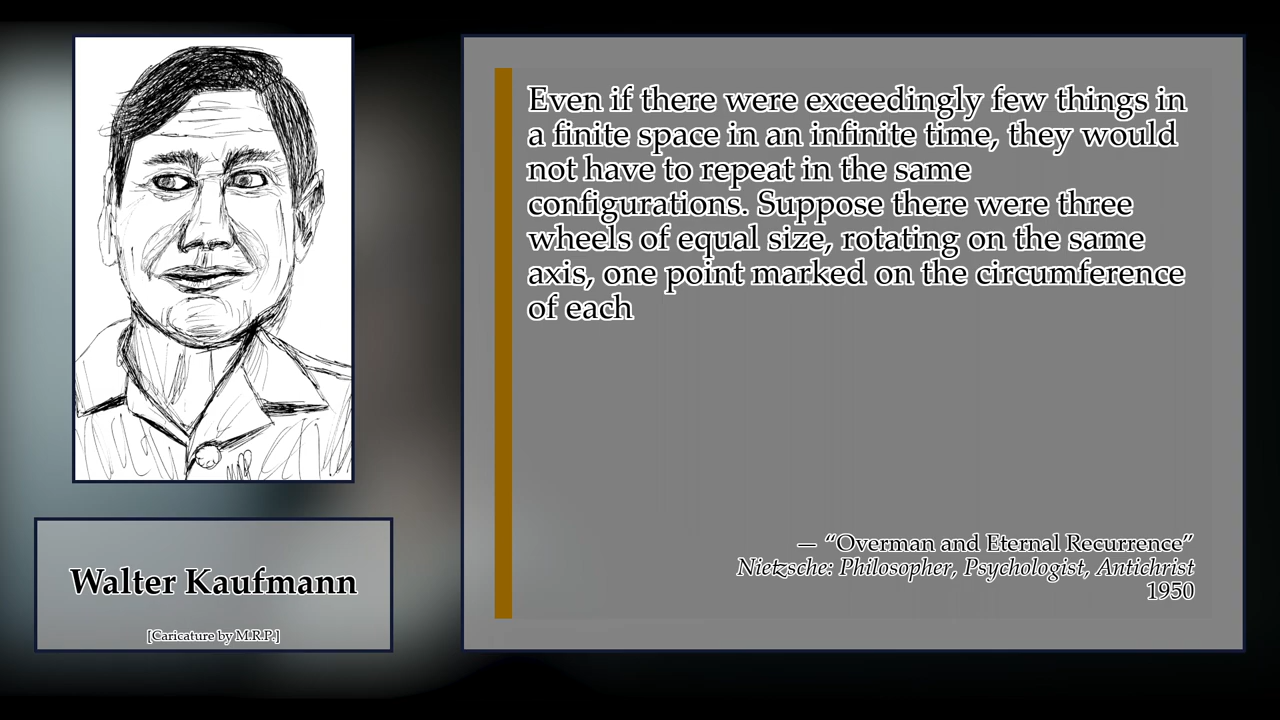 Walter Kaufmann
[Caricature by M.R.P.]
Even if there were exceedingly few things in
a finite space in an infinite time, they would
not have to repeat in the same
configurations. Suppose there were three
wheels of equal size, rotating on the same
axis, one point marked on the circumference
of each
— “Overman and Eternal Recurrence”
Nietzsche: Philosopher, Psychologist, Antichrist
1950